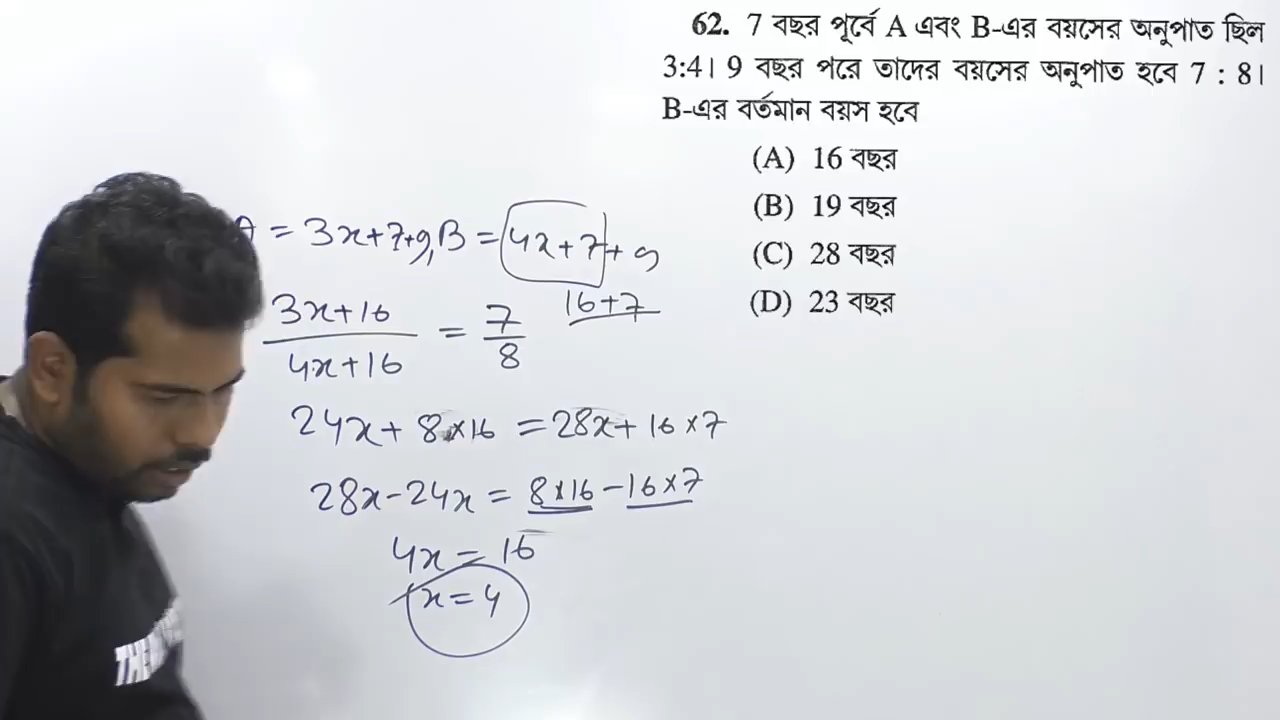 62. 7 বছর পূর্বে A এবং B-এর বয়সের অনুপাত ছিল
3:4। 9 বছর পরে তাদের বয়সের অনুপাত হবে 7 : 8।
B-এর বর্তমান বয়স হবে
(A) 16 বছর
(B) 19 বছর
(C) 28 বছর
(D) 23 বছর
A = 3x+7+9, B = 4x+7+9
3x+16 / 4x+16 = 7/8
16+7
24x + 8×16 = 28x + 16×7
28x - 24x = 8×16 - 16×7
4x = 16
x = 4